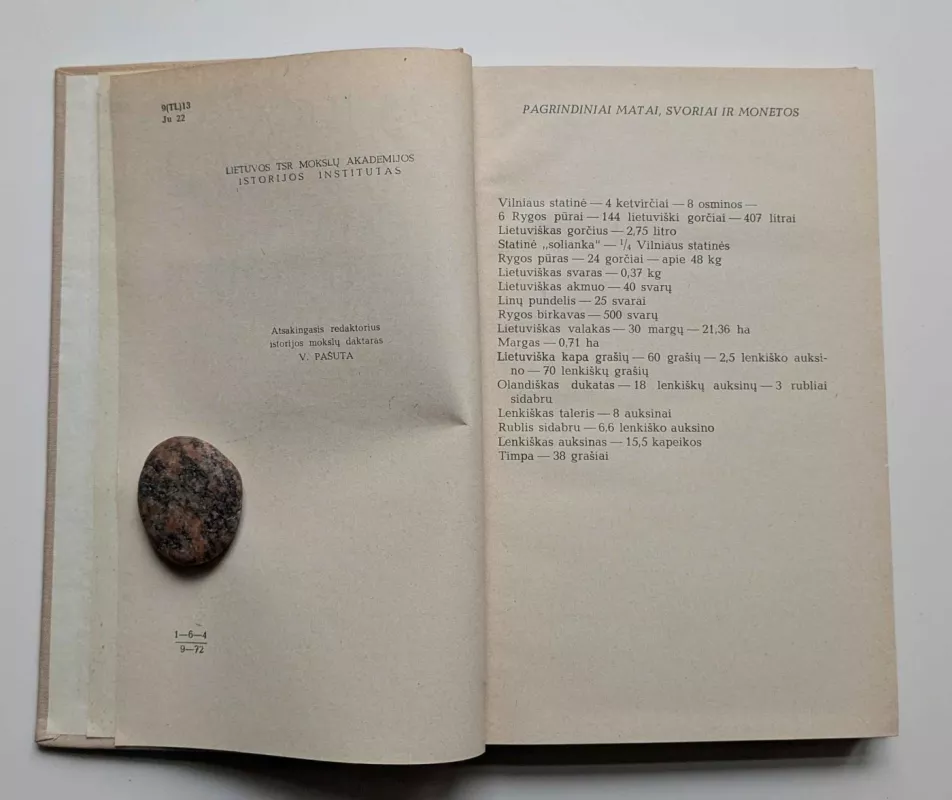 9(TL)13
Ju 22
LIETUVOS TSR MOKSLŲ AKADEMIJOS
ISTORIJOS INSTITUTAS
Atsakingasis redaktorius
istorijos mokslų daktaras
V. PAŠUTA
1—6—4
9—72
PAGRINDINIAI MATAI, SVORIAI IR MONETOS
Vilniaus statinė — 4 ketvirčiai — 8 osminos —
6 Rygos pūrai — 144 lietuviški gorčiai — 407 litrai
Lietuviškas gorčius — 2,75 litro
Statinė „solianka“ — 1/4 Vilniaus statinės
Rygos pūras — 24 gorčiai — apie 48 kg
Lietuviškas svaras — 0,37 kg
Lietuviškas akmuo — 40 svarų
Linų pundelis — 25 svarai
Rygos birkavas — 500 svarų
Lietuviškas valakas — 30 margų — 21,36 ha
Margas — 0,71 ha
Lietuviška kapa grašių — 60 grašių — 2,5 lenkiško auksi-
no — 70 lenkiškų grašių
Olandiškas dukatas — 18 lenkiškų auksinų — 3 rubliai
sidabru
Lenkiškas taleris — 8 auksinai
Rublis sidabru — 6.6 lenkiško auksino
Lenkiškas auksinas — 15,5 kapeikos
Timpa — 38 grašiai